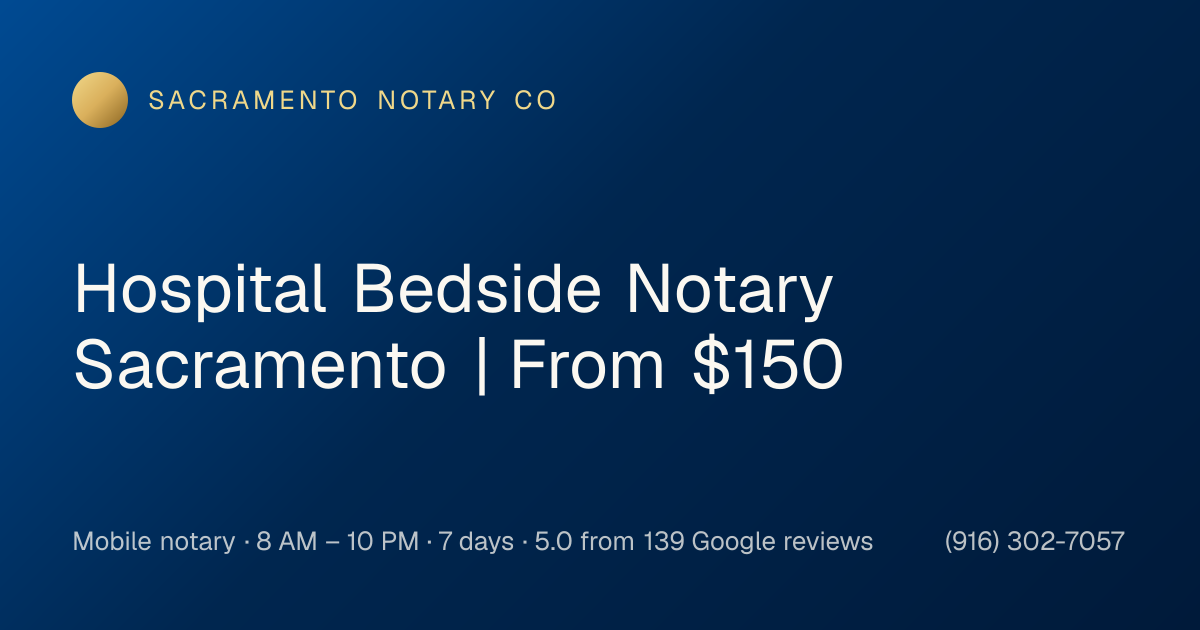 SACRAMENTO NOTARY CO
Hospital Bedside Notary
Sacramento | From $150
Mobile notary · 8 AM – 10 PM · 7 days · 5.0 from 139 Google reviews
(916) 302-7057